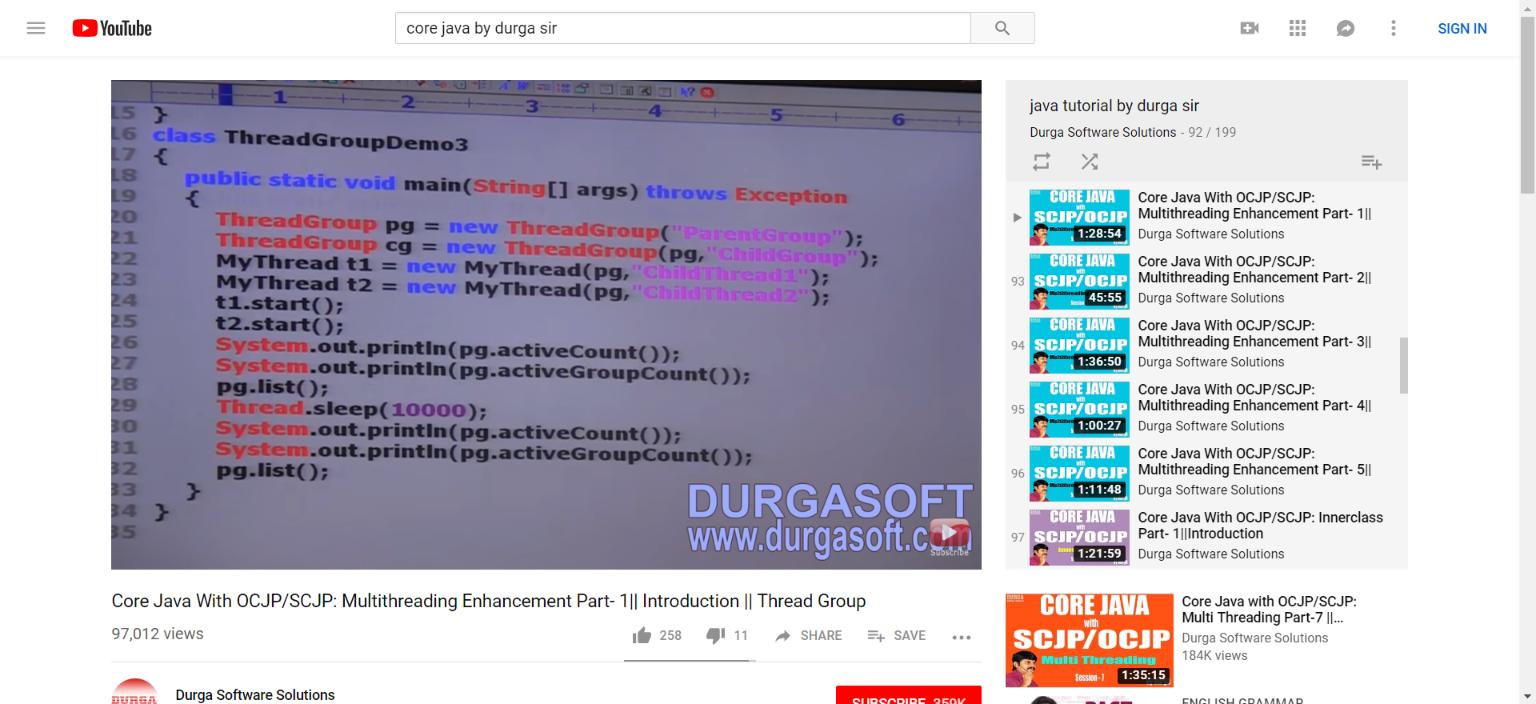 YouTube
core java by durga sir
SIGN IN
1 2 3 4 5 6
15 }
16 class ThreadGroupDemo3
17 {
18 public static void main(String[] args) throws Exception
19 {
20 ThreadGroup pg = new ThreadGroup("ParentGroup");
21 ThreadGroup cg = new ThreadGroup(pg,"ChildGroup");
22 MyThread t1 = new MyThread(pg,"ChildThread1");
23 MyThread t2 = new MyThread(pg,"ChildThread2");
24 t1.start();
25 t2.start();
26 System.out.println(pg.activeCount());
27 System.out.println(pg.activeGroupCount());
28 pg.list();
29 Thread.sleep(10000);
30 System.out.println(pg.activeCount());
31 System.out.println(pg.activeGroupCount());
32 pg.list();
33 }
34 }
35
DURGASOFT
www.durgasoft.com
Subscribe
Core Java With OCJP/SCJP: Multithreading Enhancement Part- 1|| Introduction || Thread Group
97,012 views
258 11 SHARE SAVE
Durga Software Solutions
SUBSCRIBE 359K
java tutorial by durga sir
Durga Software Solutions - 92 / 199
CORE JAVA
with
SCJP/OCJP
1:28:54
Core Java With OCJP/SCJP:
Multithreading Enhancement Part- 1||
Durga Software Solutions
93
CORE JAVA
with
SCJP/OCJP
45:55
Core Java With OCJP/SCJP:
Multithreading Enhancement Part- 2||
Durga Software Solutions
94
CORE JAVA
with
SCJP/OCJP
1:36:50
Core Java With OCJP/SCJP:
Multithreading Enhancement Part- 3||
Durga Software Solutions
95
CORE JAVA
with
SCJP/OCJP
1:00:27
Core Java With OCJP/SCJP:
Multithreading Enhancement Part- 4||
Durga Software Solutions
96
CORE JAVA
with
SCJP/OCJP
1:11:48
Core Java With OCJP/SCJP:
Multithreading Enhancement Part- 5||
Durga Software Solutions
97
CORE JAVA
with
SCJP/OCJP
1:21:59
Core Java With OCJP/SCJP: Innerclass
Part- 1||Introduction
Durga Software Solutions
CORE JAVA
with
SCJP/OCJP
Multi Threading
Session - 7
1:35:15
Core Java with OCJP/SCJP:
Multi Threading Part-7 ||...
Durga Software Solutions
184K views
ENGLISH GRAMMAR